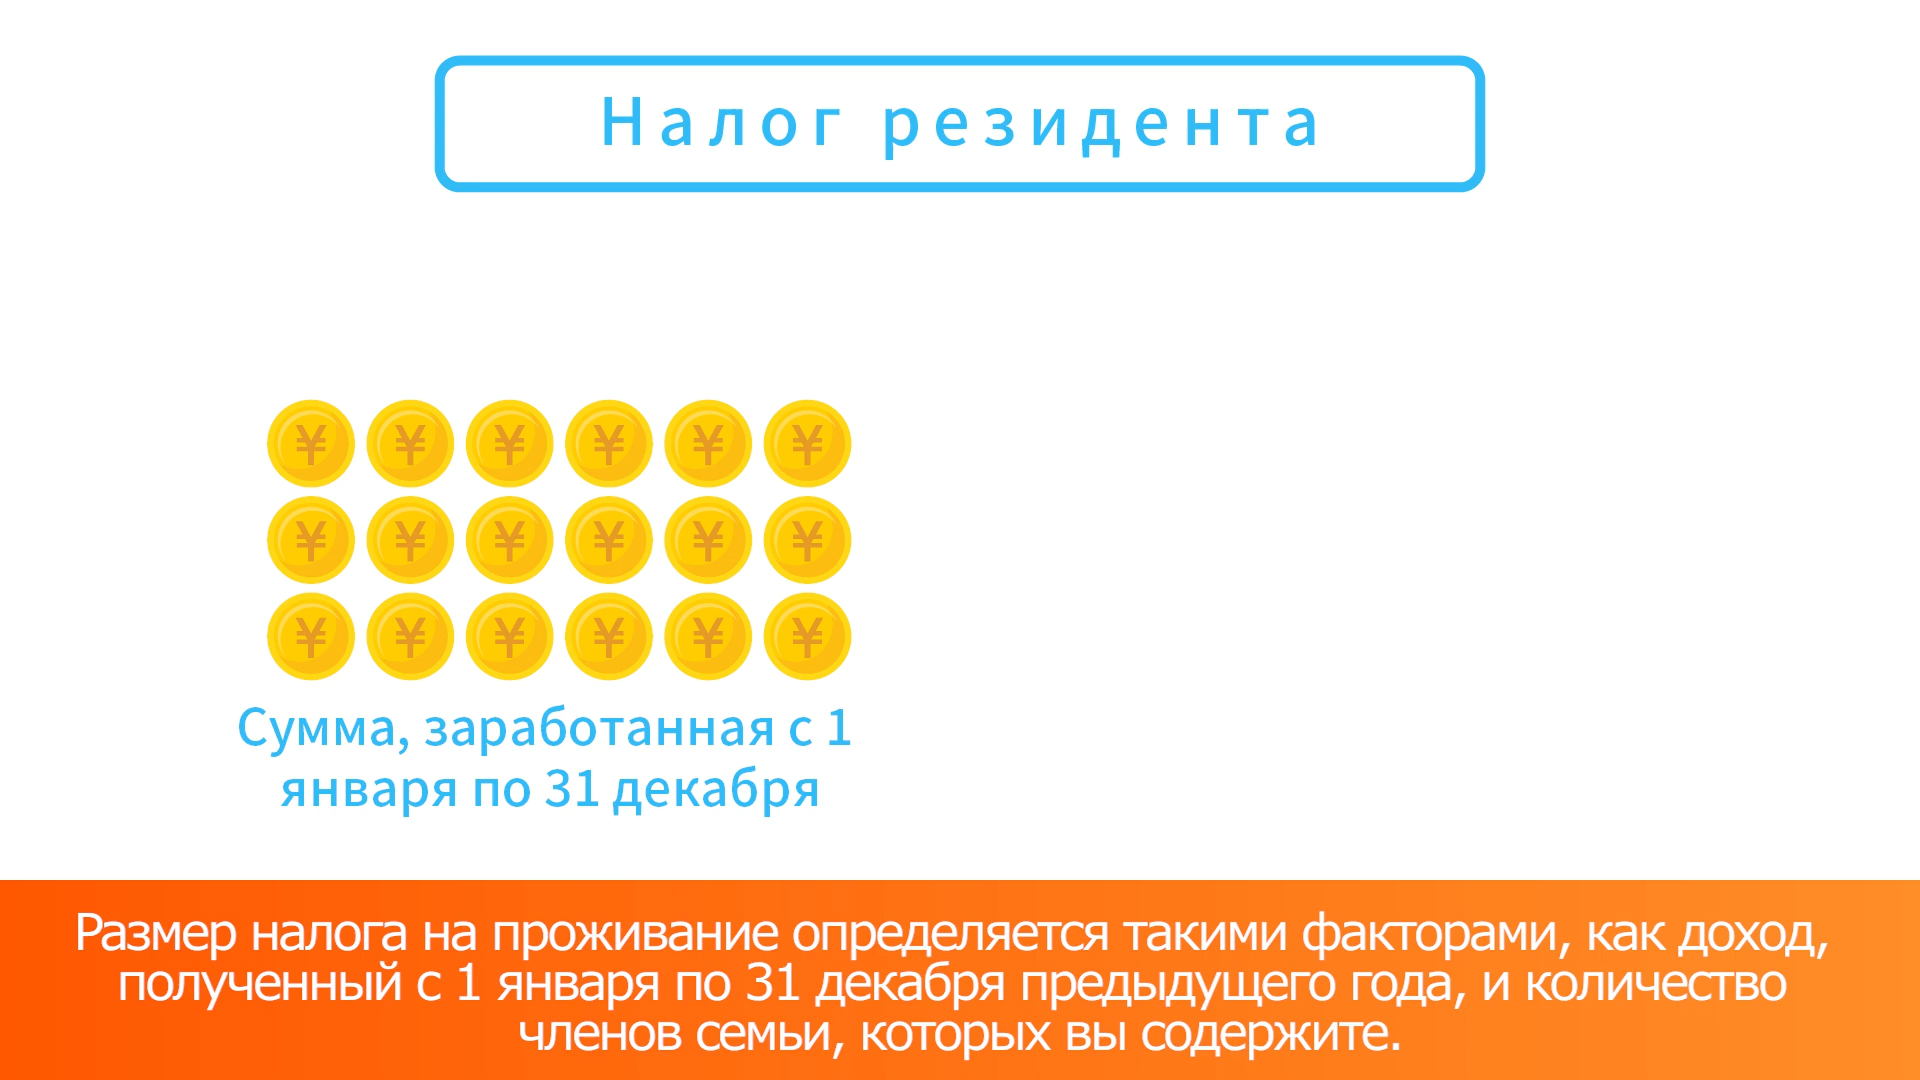 Налог резидента
¥ ¥ ¥ ¥ ¥ ¥
¥ ¥ ¥ ¥ ¥ ¥
¥ ¥ ¥ ¥ ¥ ¥
Сумма, заработанная с 1
января по 31 декабря
Размер налога на проживание определяется такими факторами, как доход,
полученный с 1 января по 31 декабря предыдущего года, и количество
членов семьи, которых вы содержите.